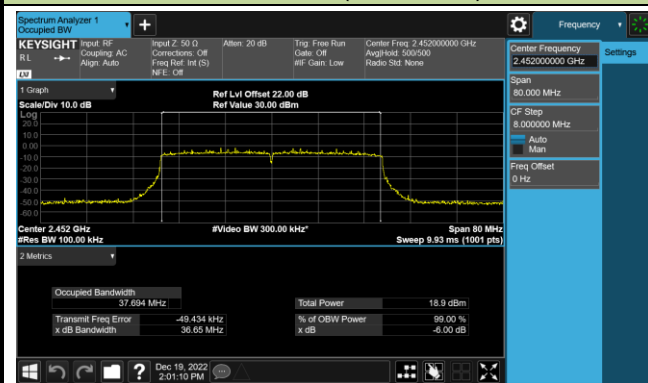 Spectrum Analyzer 1
Occupied BW
Frequency
KEYSIGHT
Input: RF
Coupling: AC
Align: Auto
Input Z: 50 Ω
Corrections: Off
Freq Ref: Int (S)
NFE: Off
Atten: 20 dB
Trig: Free Run
Gate: Off
#IF Gain: Low
Center Freq: 2.452000000 GHz
Avg|Hold: 500/500
Radio Std: None
RL
LXI
Center Frequency
2.452000000 GHz
Settings
Span
80.000 MHz
CF Step
8.000000 MHz
Auto
Man
Freq Offset
0 Hz
1 Graph
Scale/Div 10.0 dB
Ref Lvl Offset 22.00 dB
Ref Value 30.00 dBm
Log
20.0
10.0
0.00
-10.0
-20.0
-30.0
-40.0
-50.0
-60.0
Center 2.452 GHz
#Res BW 100.00 kHz
#Video BW 300.00 kHz*
Span 80 MHz
Sweep 9.93 ms (1001 pts)
2 Metrics
Occupied Bandwidth
37.694 MHz
Total Power 18.9 dBm
Transmit Freq Error -49.434 kHz
% of OBW Power 99.00 %
x dB Bandwidth 36.65 MHz
x dB -6.00 dB
Dec 19, 2022
2:01:10 PM